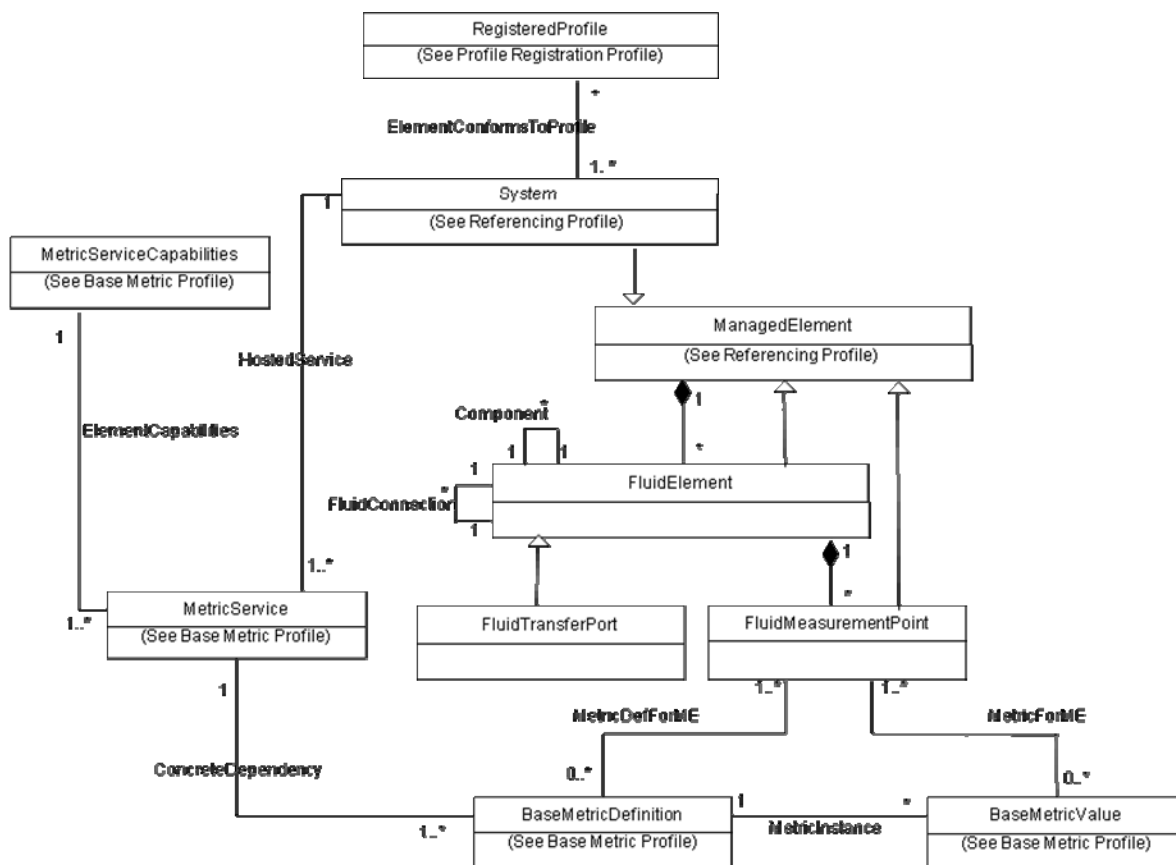 RegisteredProfile
(See Profile Registration Profile)
*
ElementConformsToProfile
1..*
System
1
(See Referencing Profile)
MetricServiceCapabilities
(See Base Metric Profile)
1
ManagedElement
(See Referencing Profile)
HostedService
1
Component
*
ElementCapabilities
1
1
*
1
FluidElement
*
FluidConnection
1
1
1..*
*
MetricService
1..*
(See Base Metric Profile)
FluidTransferPort
FluidMeasurementPoint
1
1..*
1..*
MetricDefForME
MetricForME
ConcreteDependency
0..*
0..*
1..*
BaseMetricDefinition
(See Base Metric Profile)
1
*
MetricInstance
BaseMetricValue
(See Base Metric Profile)